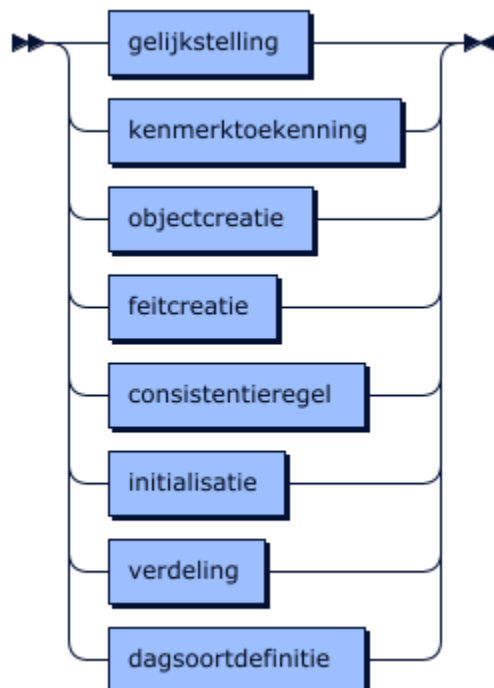 gelijkstelling
kenmerktoekenning
objectcreatie
feitcreatie
consistentieregel
initialisatie
verdeling
dagsoortdefinitie